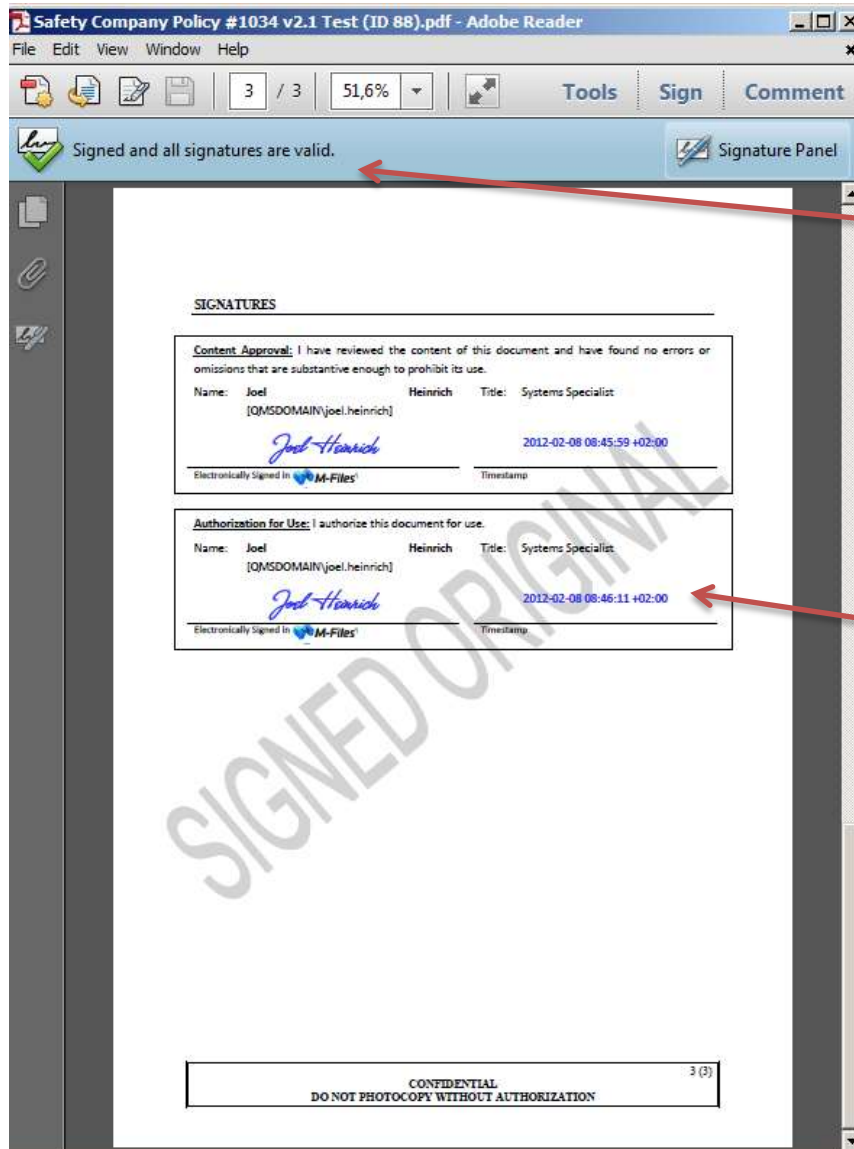 Safety Company Policy #1034 v2.1 Test (ID 88).pdf - Adobe Reader
File Edit View Window Help
3 / 3 51,6% Tools Sign Comment
Signed and all signatures are valid. Signature Panel
SIGNATURES
Content Approval: I have reviewed the content of this document and have found no errors or
omissions that are substantive enough to prohibit its use.
Name: Joel Heinrich Title: Systems Specialist
[QMSDOMAIN\joel.heinrich]
Joel Heinrich 2012-02-08 08:45:59 +02:00
Electronically Signed in M-Files Timestamp
Authorization for Use: I authorize this document for use.
Name: Joel Heinrich Title: Systems Specialist
[QMSDOMAIN\joel.heinrich]
Joel Heinrich 2012-02-08 08:46:11 +02:00
Electronically Signed in M-Files Timestamp
SIGNED ORIGINAL
3 (3)
CONFIDENTIAL
DO NOT PHOTOCOPY WITHOUT AUTHORIZATION